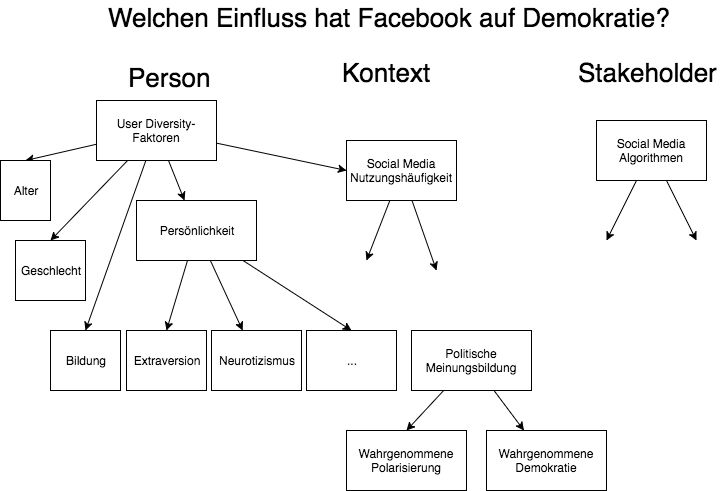 Welchen Einfluss hat Facebook auf Demokratie?
Person
Kontext
Stakeholder
User Diversity-
Faktoren
Social Media
Nutzungshäufigkeit
Social Media
Algorithmen
Alter
Persönlichkeit
Geschlecht
Bildung
Extraversion
Neurotizismus
...
Politische
Meinungsbildung
Wahrgenommene
Polarisierung
Wahrgenommene
Demokratie